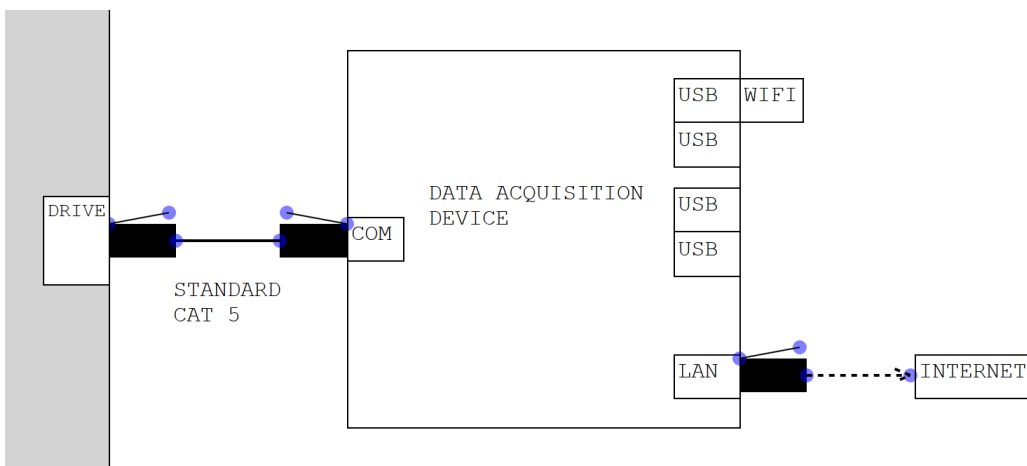 USB
WIFI
USB
DATA ACQUISITION
DEVICE
USB
DRIVE
COM
USB
STANDARD
CAT 5
LAN
INTERNET